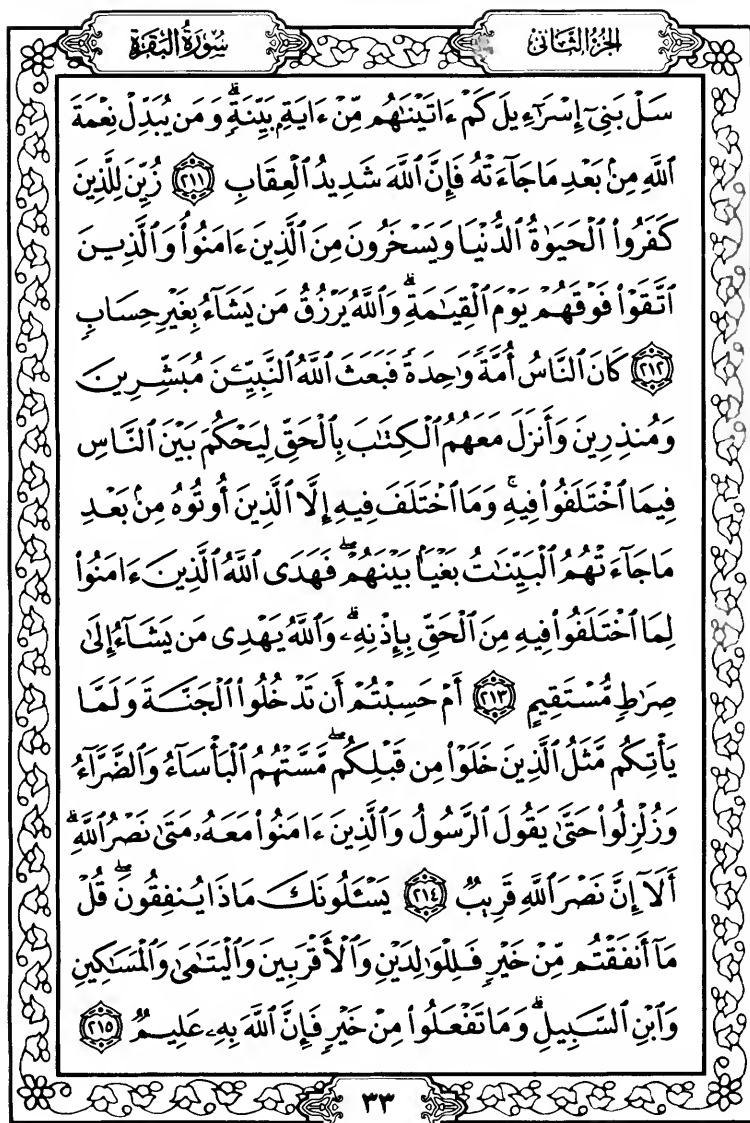 الجزء الثاني
سورة البقرة
سَلْ بَنِىٓ إِسْرَٰٓءِيلَ كَمْ ءَاتَيْنَٰهُم مِّنْ ءَايَةٍۭ بَيِّنَةٍۗ وَمَن يُبَدِّلْ نِعْمَةَ
ٱللَّهِ مِنۢ بَعْدِ مَا جَآءَتْهُ فَإِنَّ ٱللَّهَ شَدِيدُ ٱلْعِقَابِ ٢١١ زُيِّنَ لِلَّذِينَ
كَفَرُوا۟ ٱلْحَيَوٰةُ ٱلدُّنْيَا وَيَسْخَرُونَ مِنَ ٱلَّذِينَ ءَامَنُوا۟ۘ وَٱلَّذِينَ
ٱتَّقَوْا۟ فَوْقَهُمْ يَوْمَ ٱلْقِيَٰمَةِۗ وَٱللَّهُ يَرْزُقُ مَن يَشَآءُ بِغَيْرِ حِسَابٍ
٢١٢ كَانَ ٱلنَّاسُ أُمَّةً وَٰحِدَةً فَبَعَثَ ٱللَّهُ ٱلنَّبِيِّۦنَ مُبَشِّرِينَ
وَمُنذِرِينَ وَأَنزَلَ مَعَهُمُ ٱلْكِتَٰبَ بِٱلْحَقِّ لِيَحْكُمَ بَيْنَ ٱلنَّاسِ
فِيمَا ٱخْتَلَفُوا۟ فِيهِۚ وَمَا ٱخْتَلَفَ فِيهِ إِلَّا ٱلَّذِينَ أُوتُوهُ مِنۢ بَعْدِ
مَا جَآءَتْهُمُ ٱلْبَيِّنَٰتُ بَغْيًۢا بَيْنَهُمْۖ فَهَدَى ٱللَّهُ ٱلَّذِينَ ءَامَنُوا۟
لِمَا ٱخْتَلَفُوا۟ فِيهِ مِنَ ٱلْحَقِّ بِإِذْنِهِۦۗ وَٱللَّهُ يَهْدِى مَن يَشَآءُ إِلَىٰ
صِرَٰطٍ مُّسْتَقِيمٍ ٢١٣ أَمْ حَسِبْتُمْ أَن تَدْخُلُوا۟ ٱلْجَنَّةَ وَلَمَّا
يَأْتِكُم مَّثَلُ ٱلَّذِينَ خَلَوْا۟ مِن قَبْلِكُمۖ مَّسَّتْهُمُ ٱلْبَأْسَآءُ وَٱلضَّرَّآءُ
وَزُلْزِلُوا۟ حَتَّىٰ يَقُولَ ٱلرَّسُولُ وَٱلَّذِينَ ءَامَنُوا۟ مَعَهُۥ مَتَىٰ نَصْرُ ٱللَّهِۗ
أَلَآ إِنَّ نَصْرَ ٱللَّهِ قَرِيبٌ ٢١٤ يَسْـَٔلُونَكَ مَاذَا يُنفِقُونَۖ قُلْ
مَآ أَنفَقْتُم مِّنْ خَيْرٍ فَلِلْوَٰلِدَيْنِ وَٱلْأَقْرَبِينَ وَٱلْيَتَٰمَىٰ وَٱلْمَسَٰكِينِ
وَٱبْنِ ٱلسَّبِيلِۗ وَمَا تَفْعَلُوا۟ مِنْ خَيْرٍ فَإِنَّ ٱللَّهَ بِهِۦ عَلِيمٌ ٢١٥
٣٣